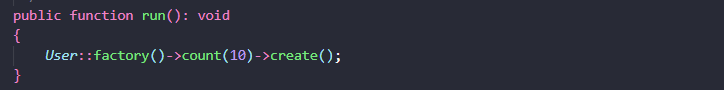 public function run(): void
{
    User::factory()->count(10)->create();
}